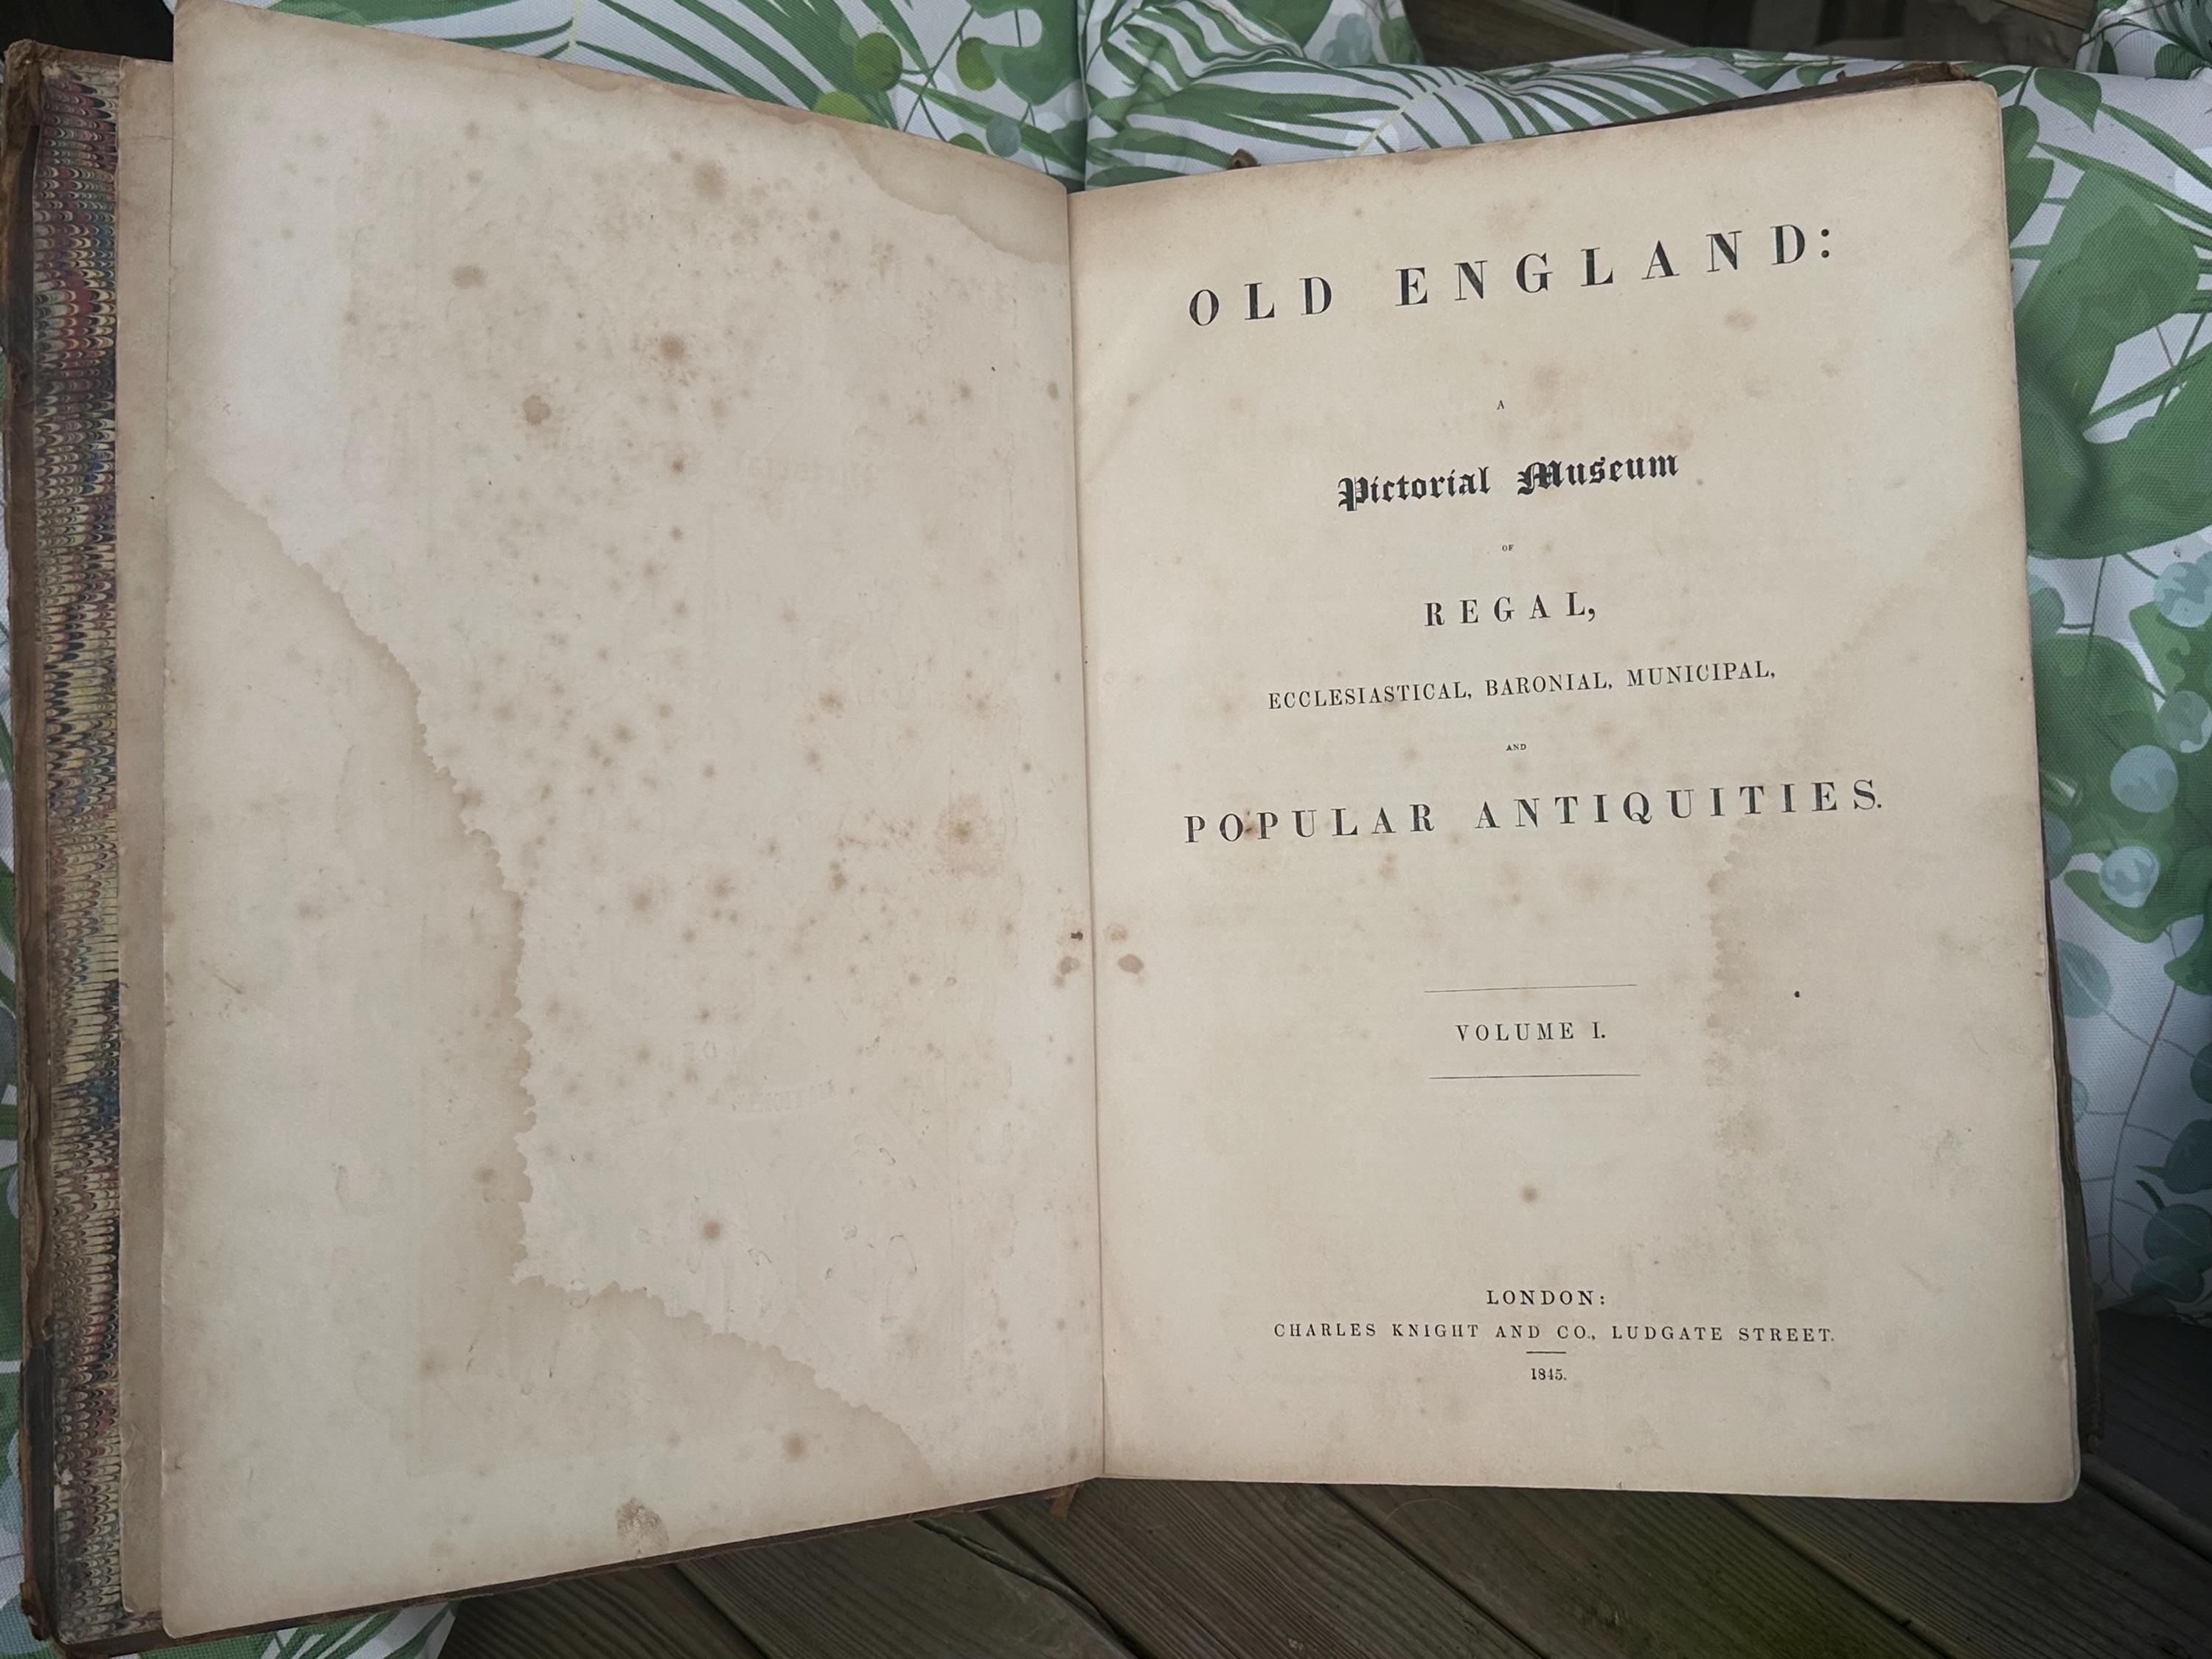 OLD ENGLAND:
A
Pictorial Museum
OF
REGAL,
ECCLESIASTICAL, BARONIAL, MUNICIPAL,
AND
POPULAR ANTIQUITIES.
VOLUME I.
LONDON:
CHARLES KNIGHT AND CO., LUDGATE STREET.
1845.